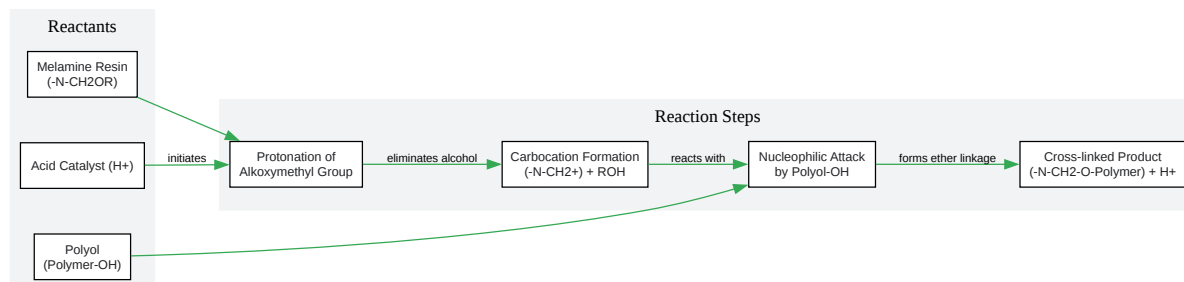 Reactants
Melamine Resin
(-N-CH2OR)
Acid Catalyst (H+)
Polyol
(Polymer-OH)
initiates
Reaction Steps
Protonation of
Alkoxymethyl Group
eliminates alcohol
Carbocation Formation
(-N-CH2+) + ROH
reacts with
Nucleophilic Attack
by Polyol-OH
forms ether linkage
Cross-linked Product
(-N-CH2-O-Polymer) + H+